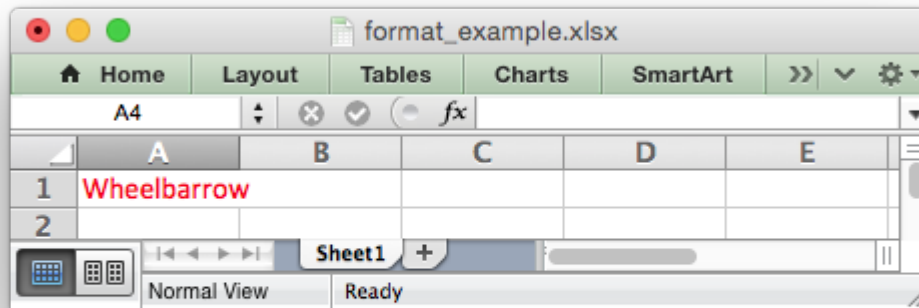 format_example.xlsx
Home Layout Tables Charts SmartArt
A4 fx
A B C D E
1 Wheelbarrow
2
Sheet1 +
Normal View Ready